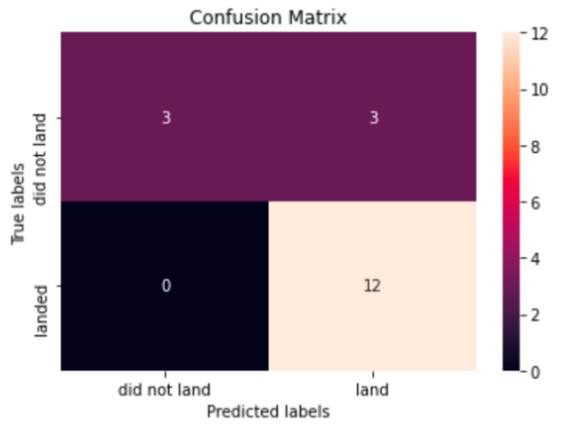 Confusion Matrix
True labels
did not land
landed
3
3
0
12
did not land
land
Predicted labels
12
10
8
6
4
2
0